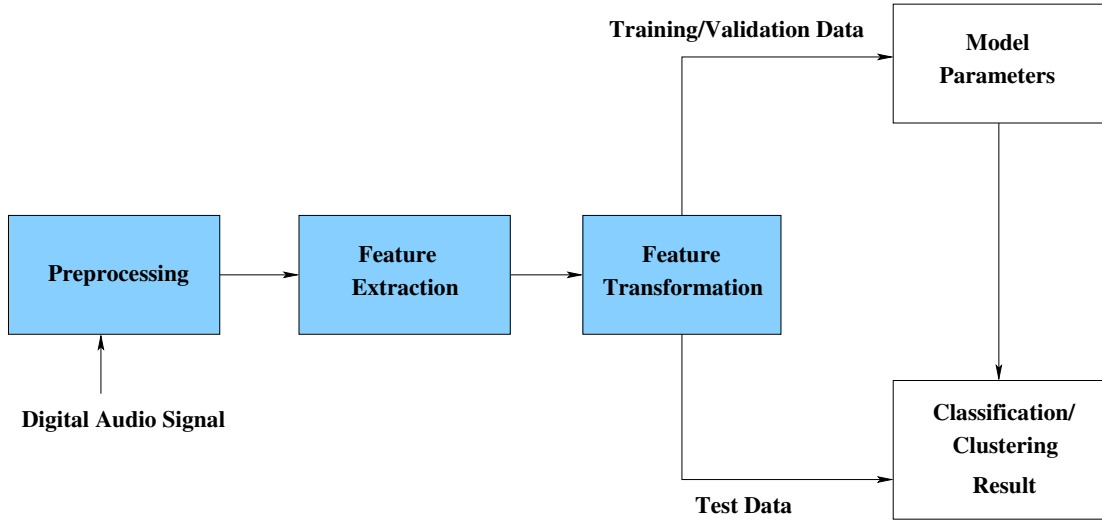 Training/Validation Data
Model
Parameters
Preprocessing
Feature
Extraction
Feature
Transformation
Digital Audio Signal
Classification/
Clustering
Result
Test Data